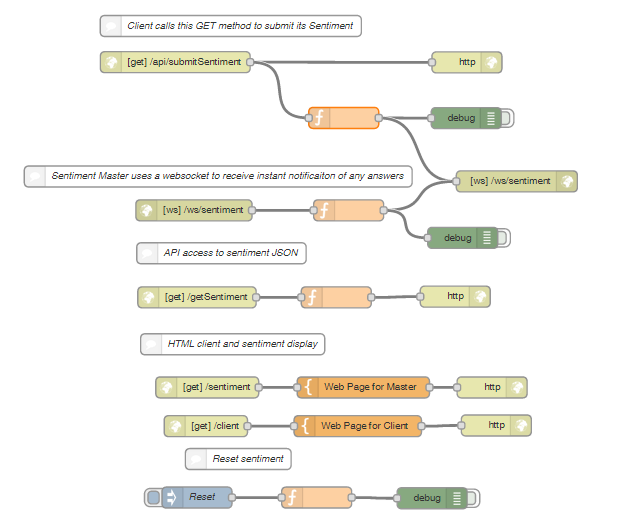 Client calls this GET method to submit its Sentiment
[get] /api/submitSentiment
http
debug
Sentiment Master uses a websocket to receive instant notificaiton of any answers
[ws] /ws/sentiment
[ws] /ws/sentiment
debug
API access to sentiment JSON
[get] /getSentiment
http
HTML client and sentiment display
[get] /sentiment
Web Page for Master
http
[get] /client
Web Page for Client
http
Reset sentiment
Reset
debug